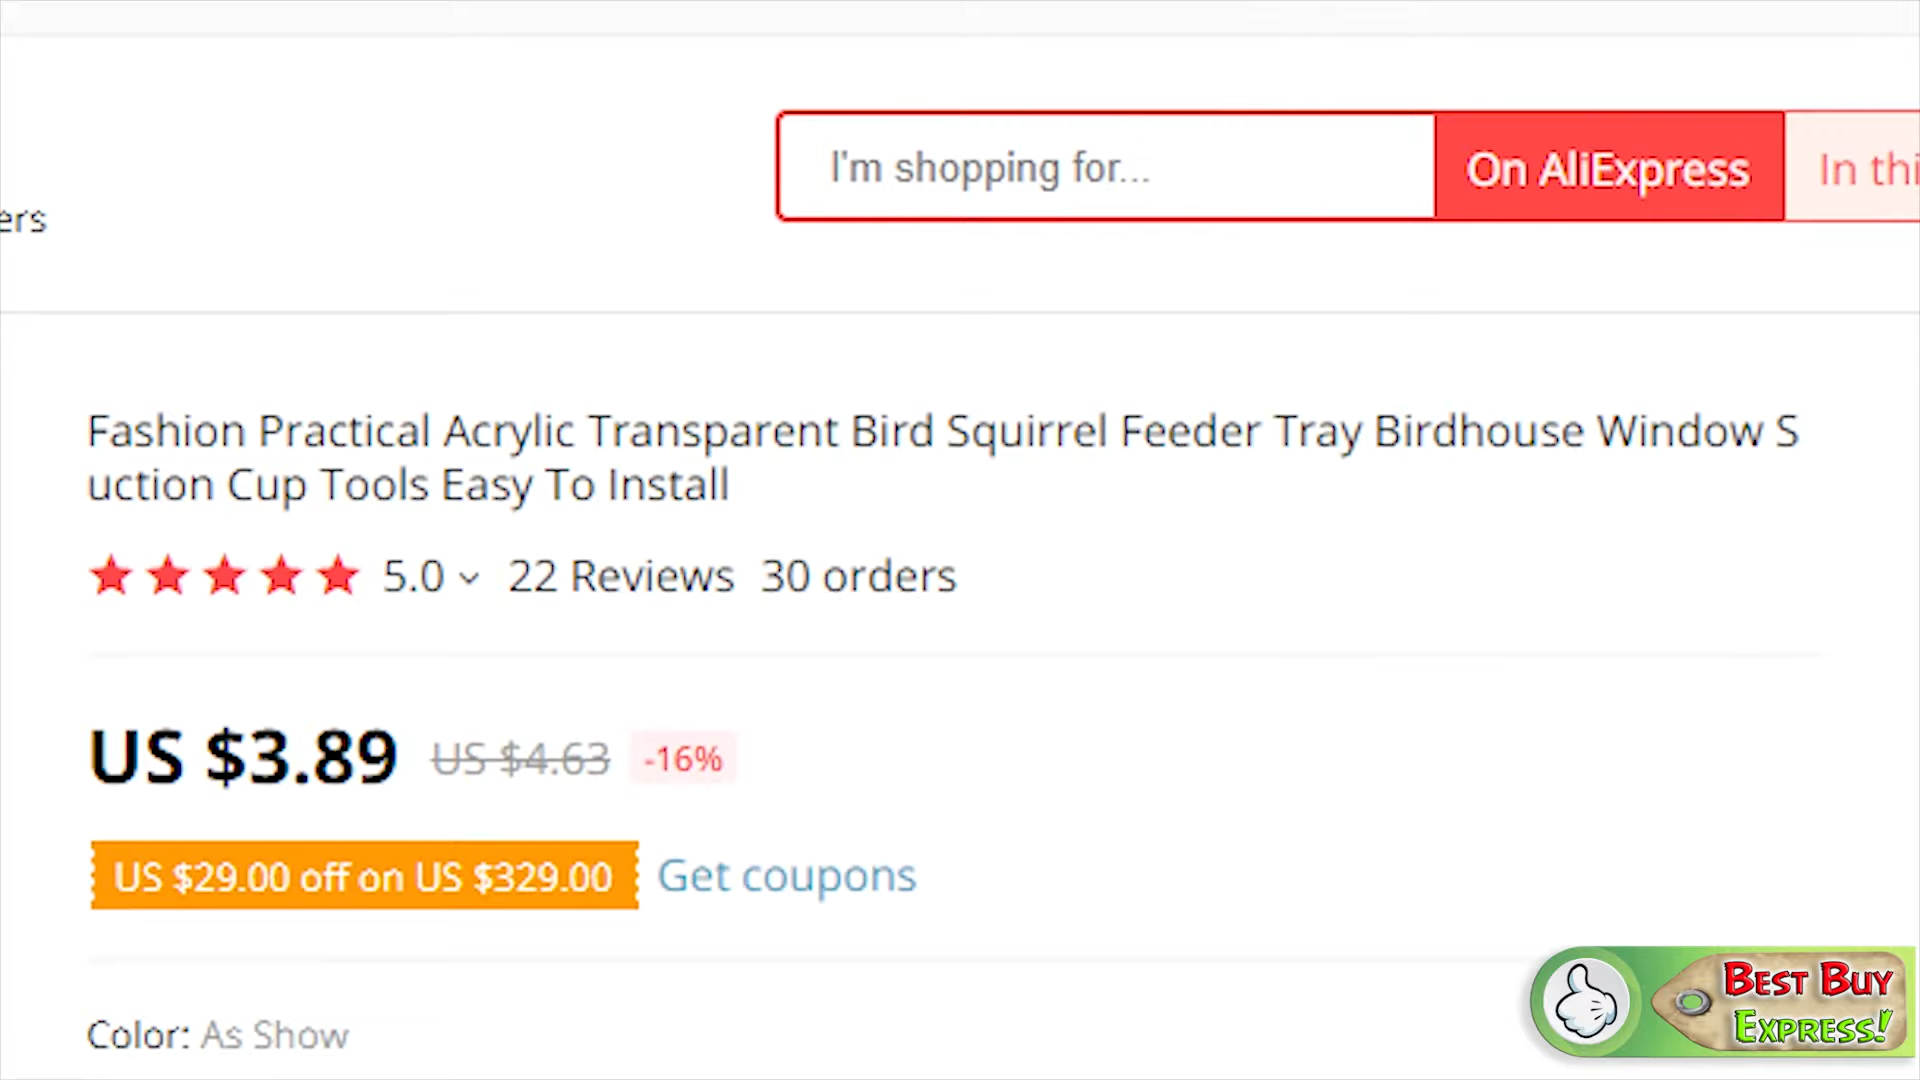 I'm shopping for...
On AliExpress
In thi
ers
Fashion Practical Acrylic Transparent Bird Squirrel Feeder Tray Birdhouse Window S
uction Cup Tools Easy To Install
5.0 22 Reviews 30 orders
US $3.89 US $4.63 -16%
US $29.00 off on US $329.00 Get coupons
Color: As Show
BEST BUY
EXPRESS!